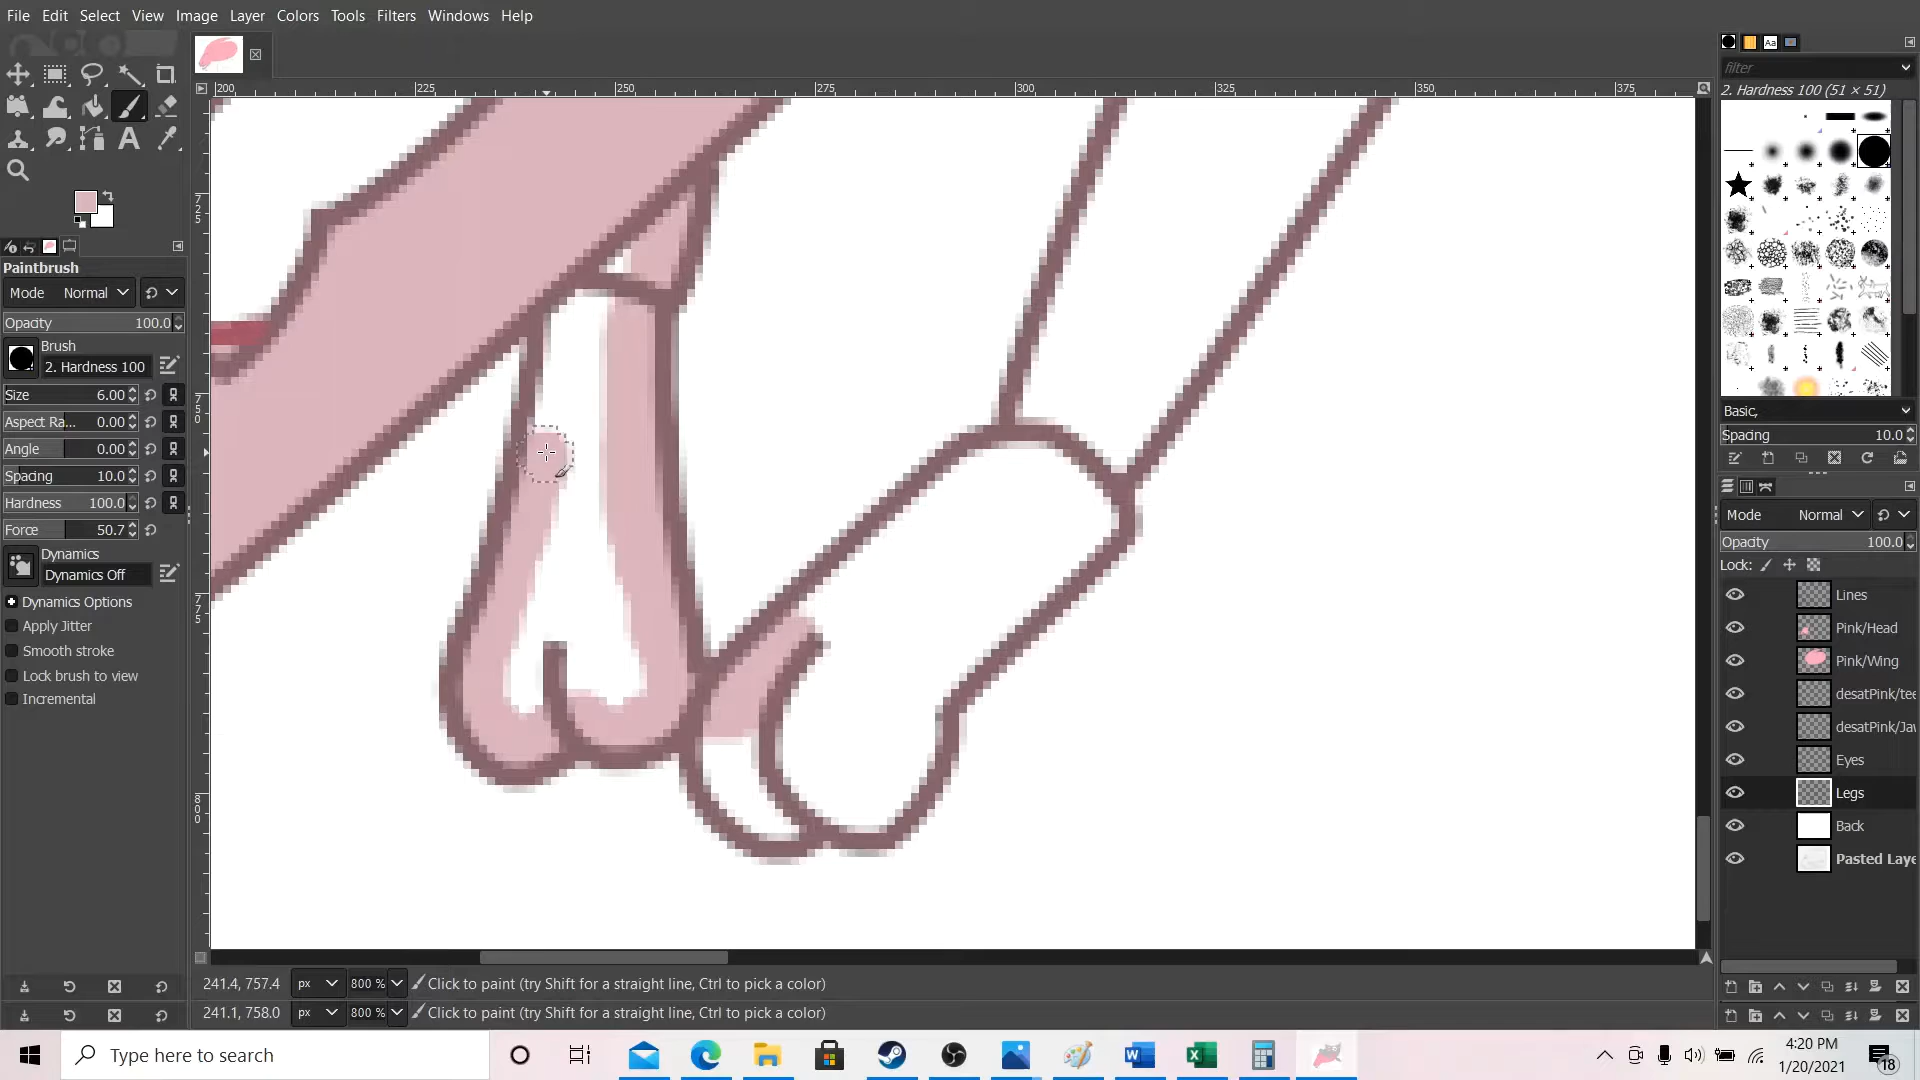 File Edit Select View Image Layer Colors Tools Filters Windows Help
filter
2. Hardness 100 (51 × 51)
200 225 250 275 300 325 350 375
725
750
775
800
Paintbrush
Mode Normal
Opacity 100.0
Brush
2. Hardness 100
Size 6.00
Aspect Ra... 0.00
Angle 0.00
Spacing 10.0
Hardness 100.0
Force 50.7
Dynamics
Dynamics Off
Dynamics Options
Apply Jitter
Smooth stroke
Lock brush to view
Incremental
Aa
Basic,
Spacing 10.0
Mode Normal
Opacity 100.0
Lock:
Lines
Pink/Head
Pink/Wing
desatPink/tee
desatPink/Jaw
Eyes
Legs
Back
Pasted Laye
241.4, 757.4 px 800 % Click to paint (try Shift for a straight line, Ctrl to pick a color)
241.1, 758.0 px 800 % Click to paint (try Shift for a straight line, Ctrl to pick a color)
Type here to search
4:20 PM
1/20/2021
18